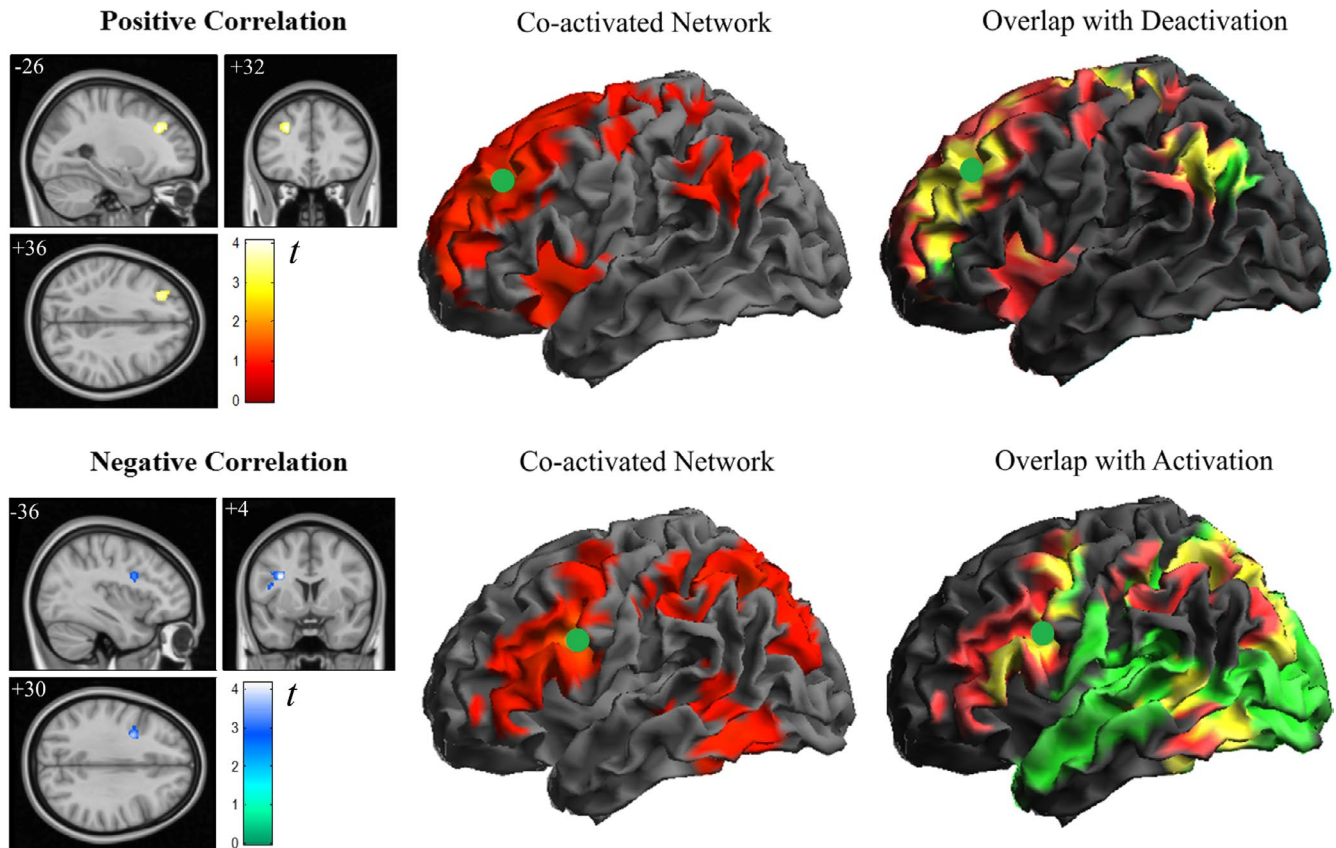 Positive Correlation
Co-activated Network
Overlap with Deactivation
-26
+32
+36
4
t
3
2
1
0
Negative Correlation
Co-activated Network
Overlap with Activation
-36
+4
+30
4
t
3
2
1
0